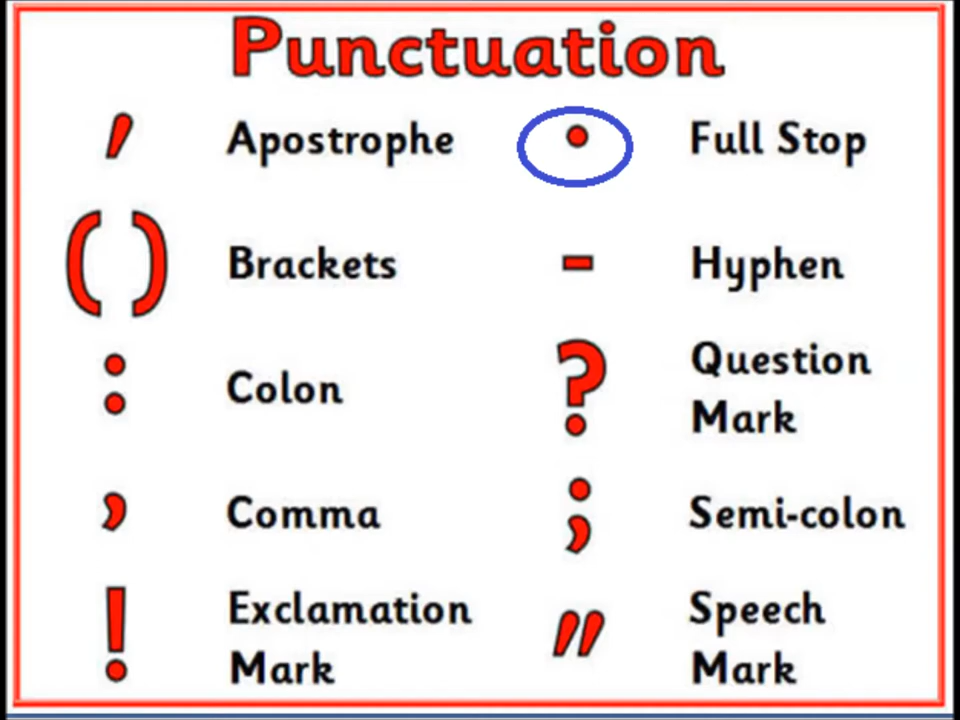 Punctuation
' Apostrophe . Full Stop
( ) Brackets - Hyphen
: Colon ? Question Mark
, Comma ; Semi-colon
! Exclamation Mark " Speech Mark